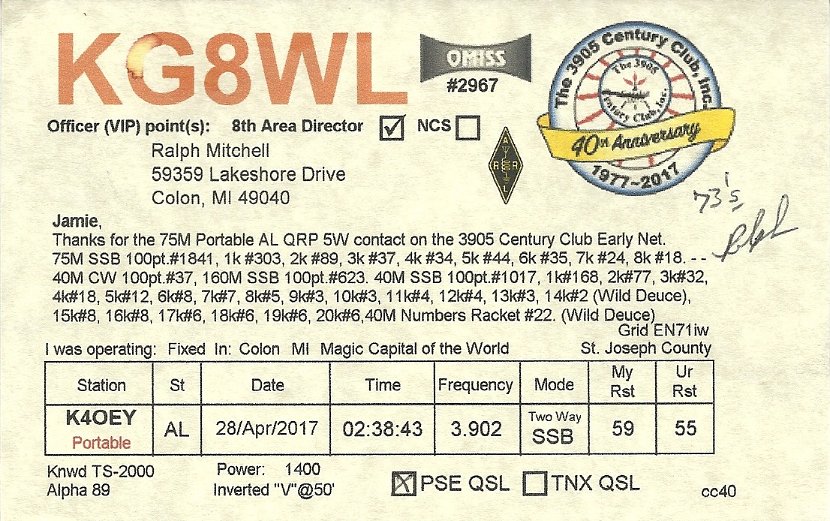 KG8WL
OMISS
#2967
The 3905 Century Club, Inc.
The 3905
Century Club, Inc.
40th Anniversary
1977-2017
Officer (VIP) point(s): 8th Area Director NCS
Ralph Mitchell
59359 Lakeshore Drive
Colon, MI 49040
A
R R
L
73's
Jamie,
Thanks for the 75M Portable AL QRP 5W contact on the 3905 Century Club Early Net.
75M SSB 100pt.#1841, 1k #303, 2k #89, 3k #37, 4k #34, 5k #44, 6k #35, 7k #24, 8k #18. - -
40M CW 100pt.#37, 160M SSB 100pt.#623. 40M SSB 100pt.#1017, 1k#168, 2k#77, 3k#32,
4k#18, 5k#12, 6k#8, 7k#7, 8k#5, 9k#3, 10k#3, 11k#4, 12k#4, 13k#3, 14k#2 (Wild Deuce),
15k#8, 16k#8, 17k#6, 18k#6, 19k#6, 20k#6,40M Numbers Racket #22. (Wild Deuce)
Grid EN71iw
I was operating: Fixed In: Colon MI Magic Capital of the World St. Joseph County
Station St Date Time Frequency Mode My Rst Ur Rst
K4OEY Portable AL 28/Apr/2017 02:38:43 3.902 Two Way SSB 59 55
Knwd TS-2000 Power: 1400
Alpha 89 Inverted "V"@50' PSE QSL TNX QSL cc40